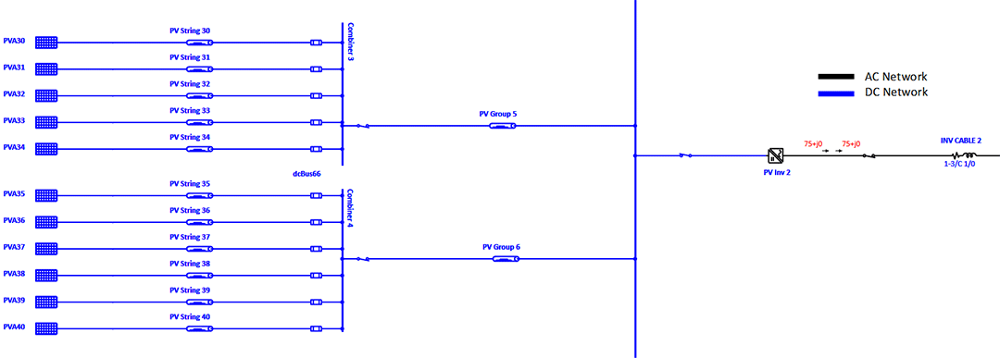 PVA30
PV String 30
PVA31
PV String 31
PVA32
PV String 32
PVA33
PV String 33
PVA34
PV String 34
Combiner 3
PV Group 5
dcBus66
PVA35
PV String 35
PVA36
PV String 36
PVA37
PV String 37
PVA38
PV String 38
PVA39
PV String 39
PVA40
PV String 40
Combiner 4
PV Group 6
AC Network
DC Network
PV Inv 2
75+j0
75+j0
INV CABLE 2
1-3/C 1/0